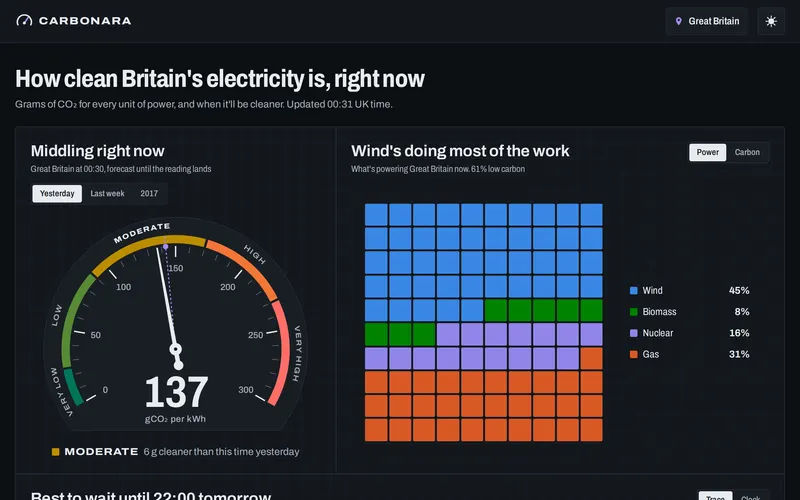 CARBONARA
Great Britain
How clean Britain's electricity is, right now
Grams of CO₂ for every unit of power, and when it'll be cleaner. Updated 00:31 UK time.
Middling right now
Great Britain at 00:30, forecast until the reading lands
Yesterday
Last week
2017
VERY LOW
LOW
MODERATE
HIGH
VERY HIGH
0
50
100
150
200
250
300
137
gCO₂ per kWh
MODERATE 6 g cleaner than this time yesterday
Wind's doing most of the work
What's powering Great Britain now. 61% low carbon
Power
Carbon
Wind 45%
Biomass 8%
Nuclear 16%
Gas 31%
Best to wait until 22:00 tomorrow
Trace
Clock